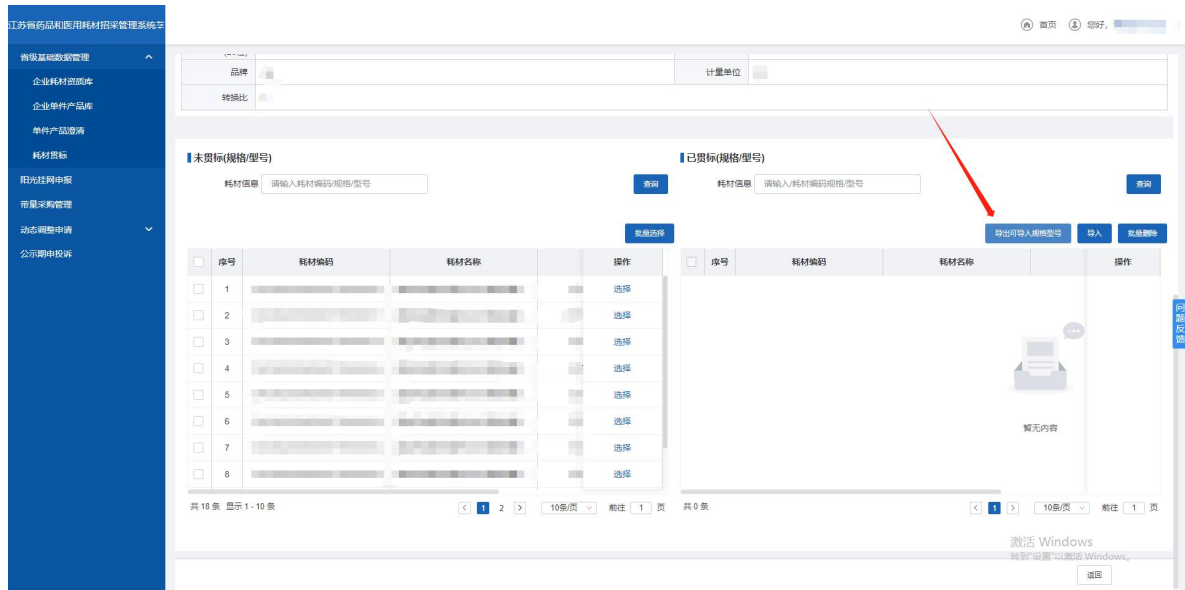 江苏省药品和医用耗材招采管理系统
首页 您好,
省级基础数据管理
企业耗材资质库
企业单件产品库
单件产品澄清
耗材贯标
阳光挂网申报
带量采购管理
动态调整申请
公示期申投诉
品牌 计量单位
转换比
未贯标(规格/型号) 已贯标(规格/型号)
耗材信息 请输入耗材编码/规格/型号 查询 耗材信息 请输入/耗材编码规格/型号 查询
批量选择 导出可导入规格型号 导入 批量删除
序号 耗材编码 耗材名称 操作 序号 耗材编码 耗材名称 操作
1 选择
2 选择
3 选择
4 选择
5 选择
6 选择
7 选择
8 选择
暂无内容
共 18 条 显示 1 - 10 条 < 1 2 > 10条/页 前往 1 页 共 0 条 < 1 > 10条/页 前往 1 页
问题反馈
激活 Windows
转到"设置"以激活 Windows。
返回